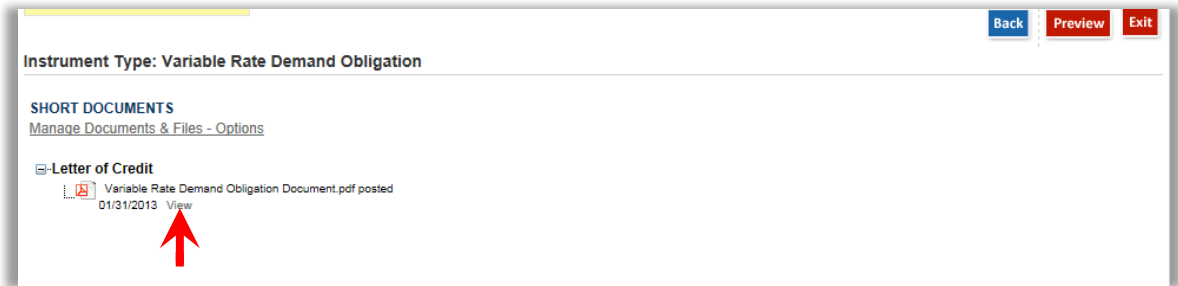 Back Preview Exit
Instrument Type: Variable Rate Demand Obligation
SHORT DOCUMENTS
Manage Documents & Files - Options
Letter of Credit
Variable Rate Demand Obligation Document.pdf posted
01/31/2013 View